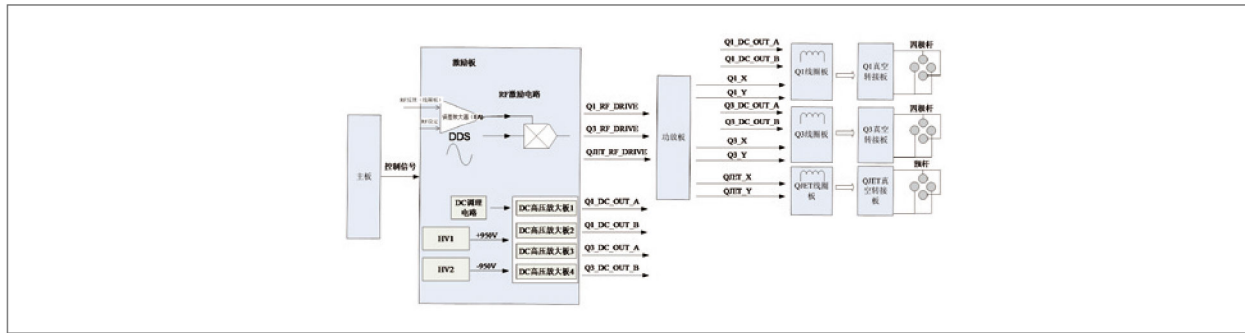 主板
控制信号
激励板
RF激励电路
误差放大器（EA）
DDS
DC调理
电路
HV1
+950V
HV2
-950V
DC高压放大板1
DC高压放大板2
DC高压放大板3
DC高压放大板4
Q1_RF_DRIVE
Q3_RF_DRIVE
QJET_RF_DRIVE
Q1_DC_OUT_A
Q1_DC_OUT_B
Q3_DC_OUT_A
Q3_DC_OUT_B
功放板
Q1_DC_OUT_A
Q1_DC_OUT_B
Q1_X
Q1_Y
Q3_DC_OUT_A
Q3_DC_OUT_B
Q3_X
Q3_Y
QJET_X
QJET_Y
Q1线圈板
Q1真空
转接板
四极杆
Q3线圈板
Q3真空
转接板
四极杆
QJET线圈
板
QJET真
空转接
板
预杆